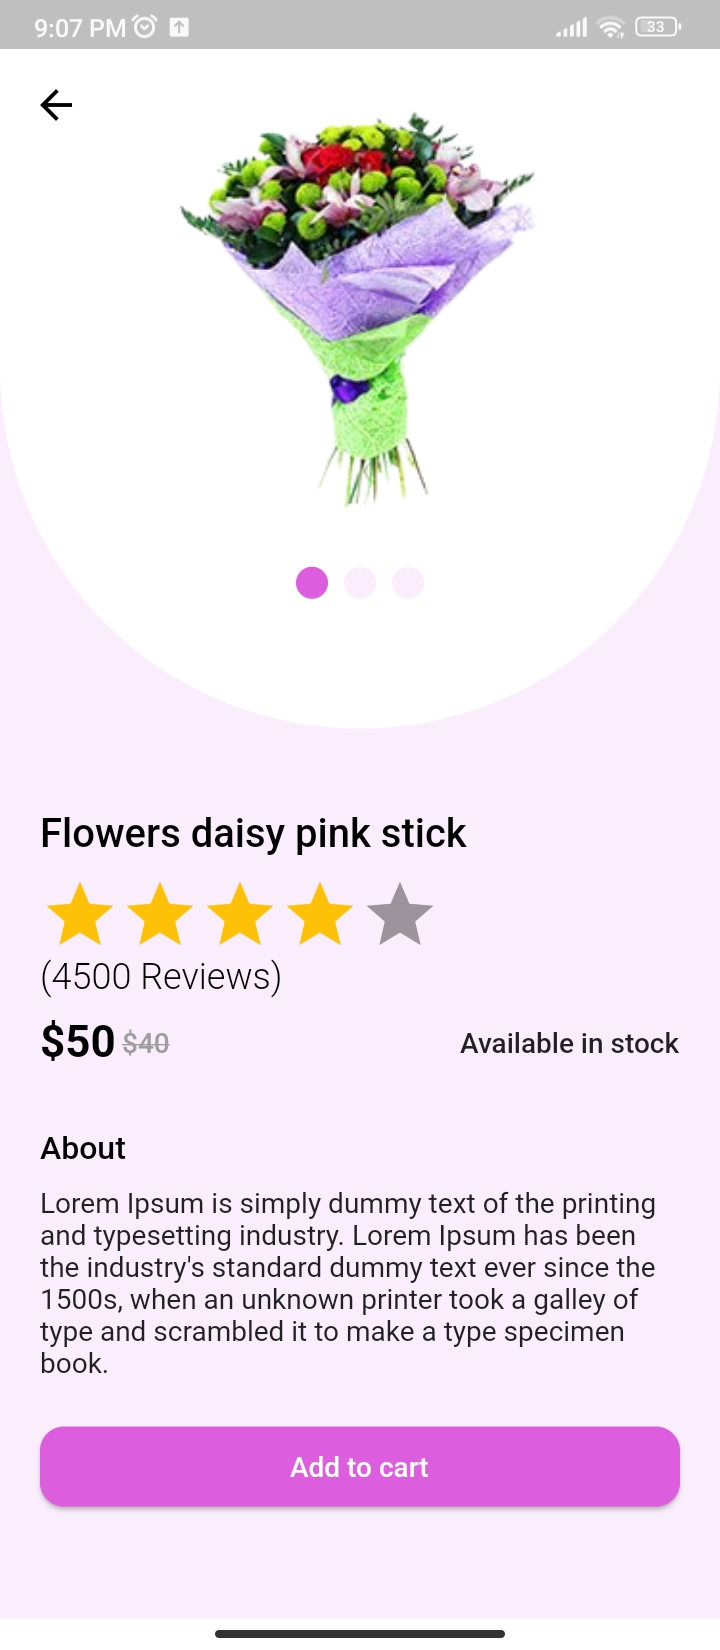 9:07 PM
33
Flowers daisy pink stick
(4500 Reviews)
$50 $40
Available in stock
About
Lorem Ipsum is simply dummy text of the printing
and typesetting industry. Lorem Ipsum has been
the industry's standard dummy text ever since the
1500s, when an unknown printer took a galley of
type and scrambled it to make a type specimen
book.
Add to cart